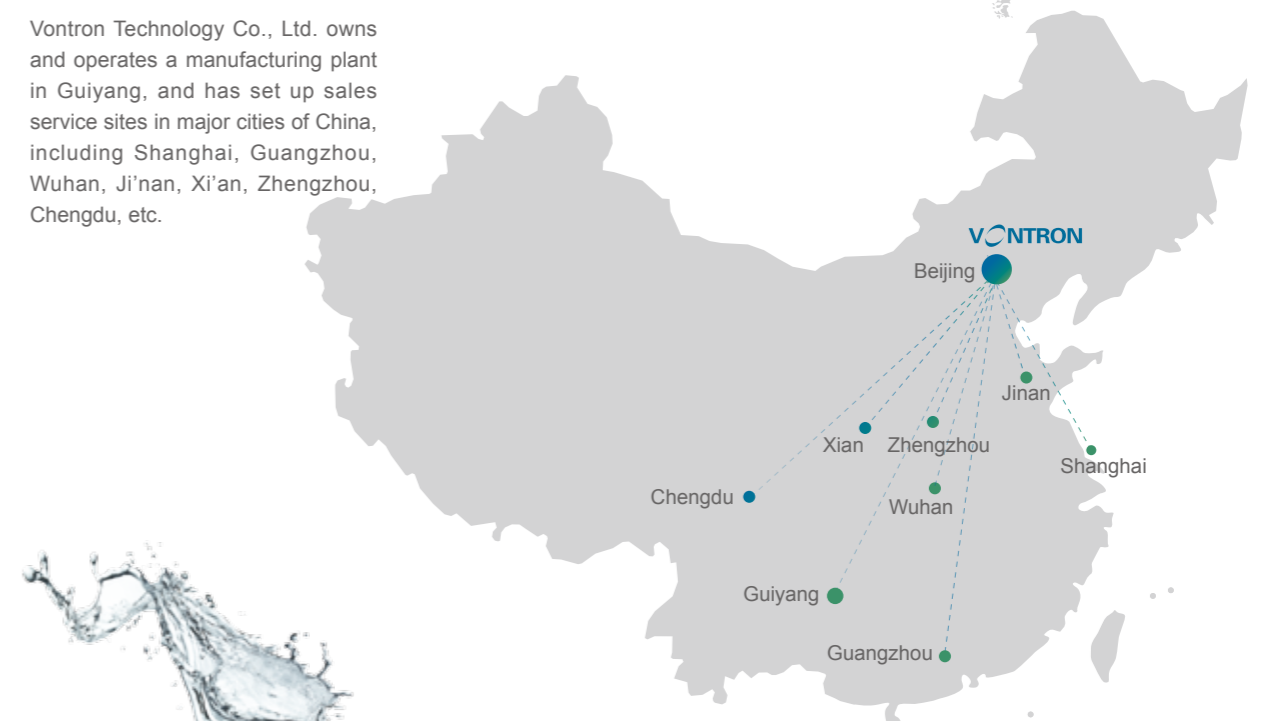 Vontron Technology Co., Ltd. owns
and operates a manufacturing plant
in Guiyang, and has set up sales
service sites in major cities of China,
including Shanghai, Guangzhou,
Wuhan, Ji’nan, Xi’an, Zhengzhou,
Chengdu, etc.
VONTRON
Beijing
Jinan
Xian
Zhengzhou
Shanghai
Chengdu
Wuhan
Guiyang
Guangzhou